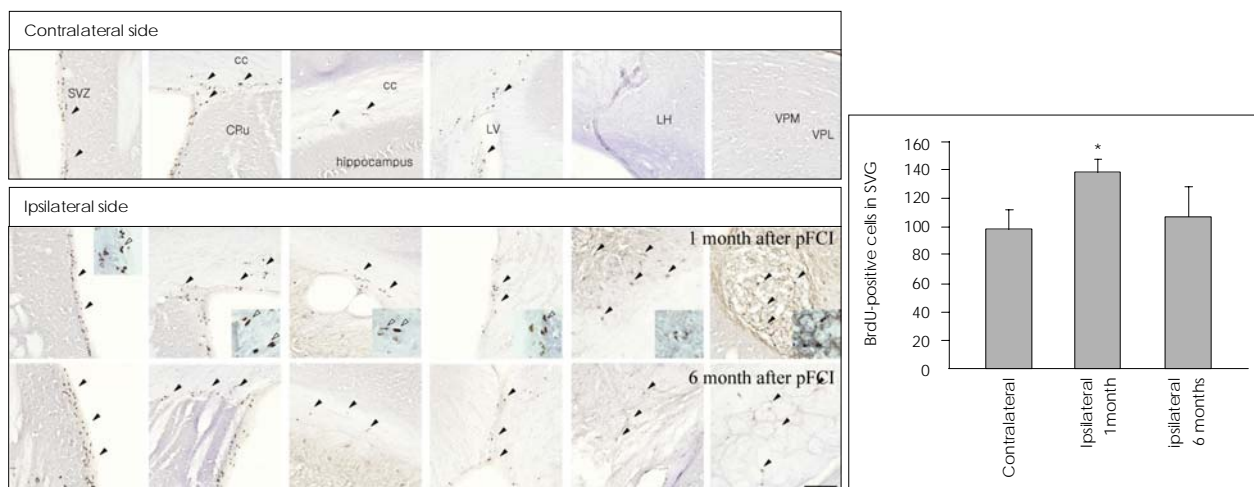 Contralateral side
SVZ
cc
CPu
cc
hippocampus
LV
LH
VPM
VPL
Ipsilateral side
1 month after pFCI
6 month after pFCI
BrdU-positive cells in SVG
160
140
120
100
80
60
40
20
0
*
Contralateral
Ipsilateral
1month
ipsilateral
6 months